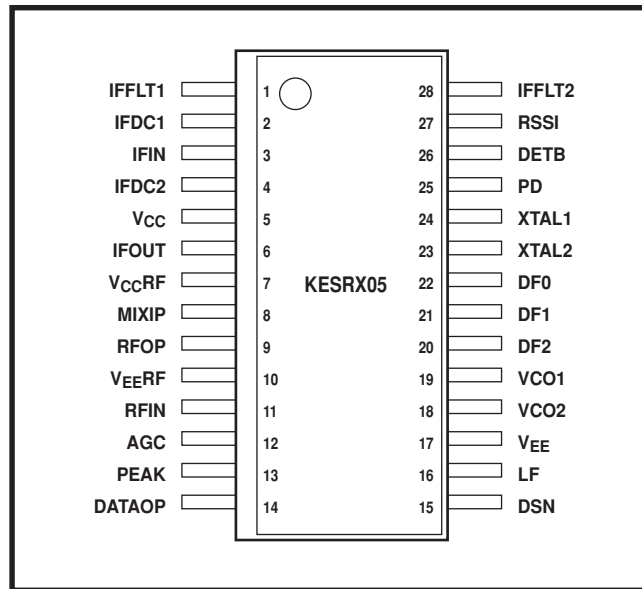 IFFLT1 1 28 IFFLT2
IFDC1 2 27 RSSI
IFIN 3 26 DETB
IFDC2 4 25 PD
VCC 5 24 XTAL1
IFOUT 6 23 XTAL2
VCCRF 7 KESRX05 22 DF0
MIXIP 8 21 DF1
RFOP 9 20 DF2
VEERF 10 19 VCO1
RFIN 11 18 VCO2
AGC 12 17 VEE
PEAK 13 16 LF
DATAOP 14 15 DSN